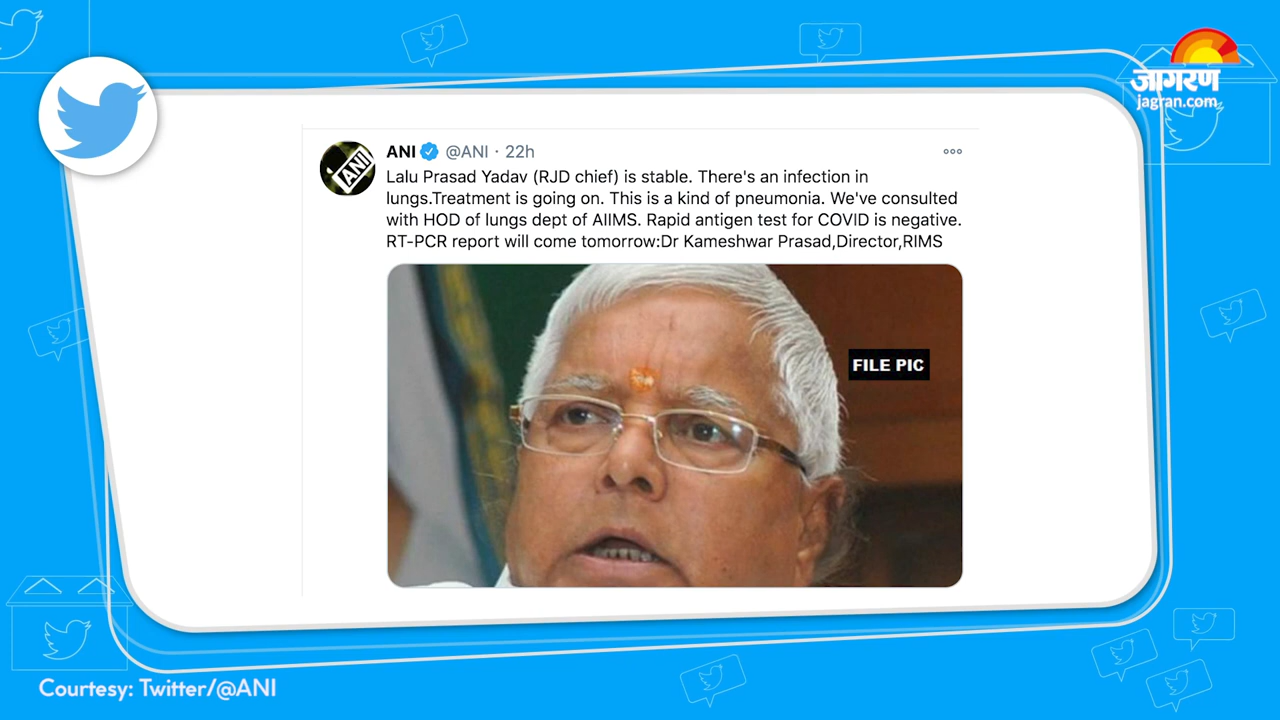 जागरण
jagran.com
ANI @ANI · 22h
Lalu Prasad Yadav (RJD chief) is stable. There's an infection in
lungs.Treatment is going on. This is a kind of pneumonia. We've consulted
with HOD of lungs dept of AIIMS. Rapid antigen test for COVID is negative.
RT-PCR report will come tomorrow:Dr Kameshwar Prasad,Director,RIMS
ANI
FILE PIC
Courtesy: Twitter/@ANI